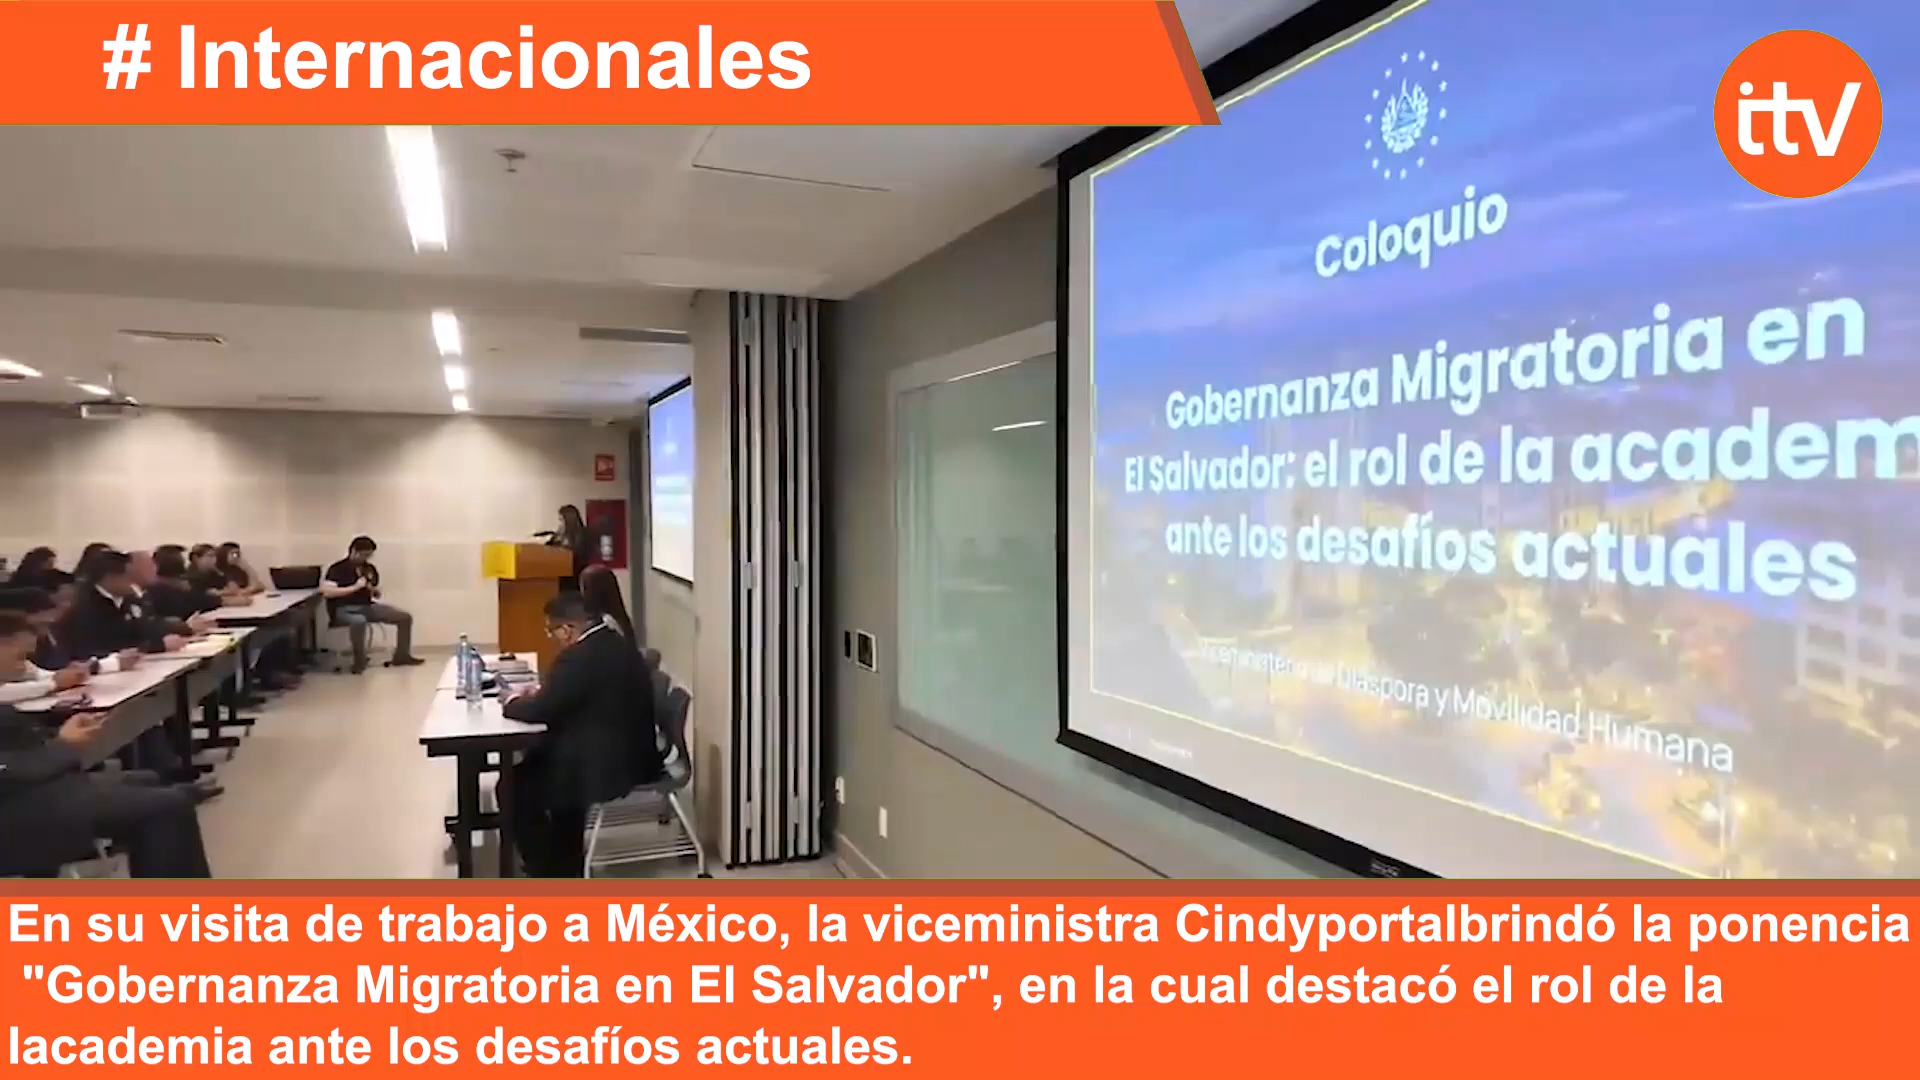 # Internacionales
itv
Coloquio
Gobernanza Migratoria en
El Salvador: el rol de la academ
ante los desafíos actuales
Viceministerio de Diáspora y Movilidad Humana
En su visita de trabajo a México, la viceministra Cindyportalbrindó la ponencia
"Gobernanza Migratoria en El Salvador", en la cual destacó el rol de la
lacademia ante los desafíos actuales.